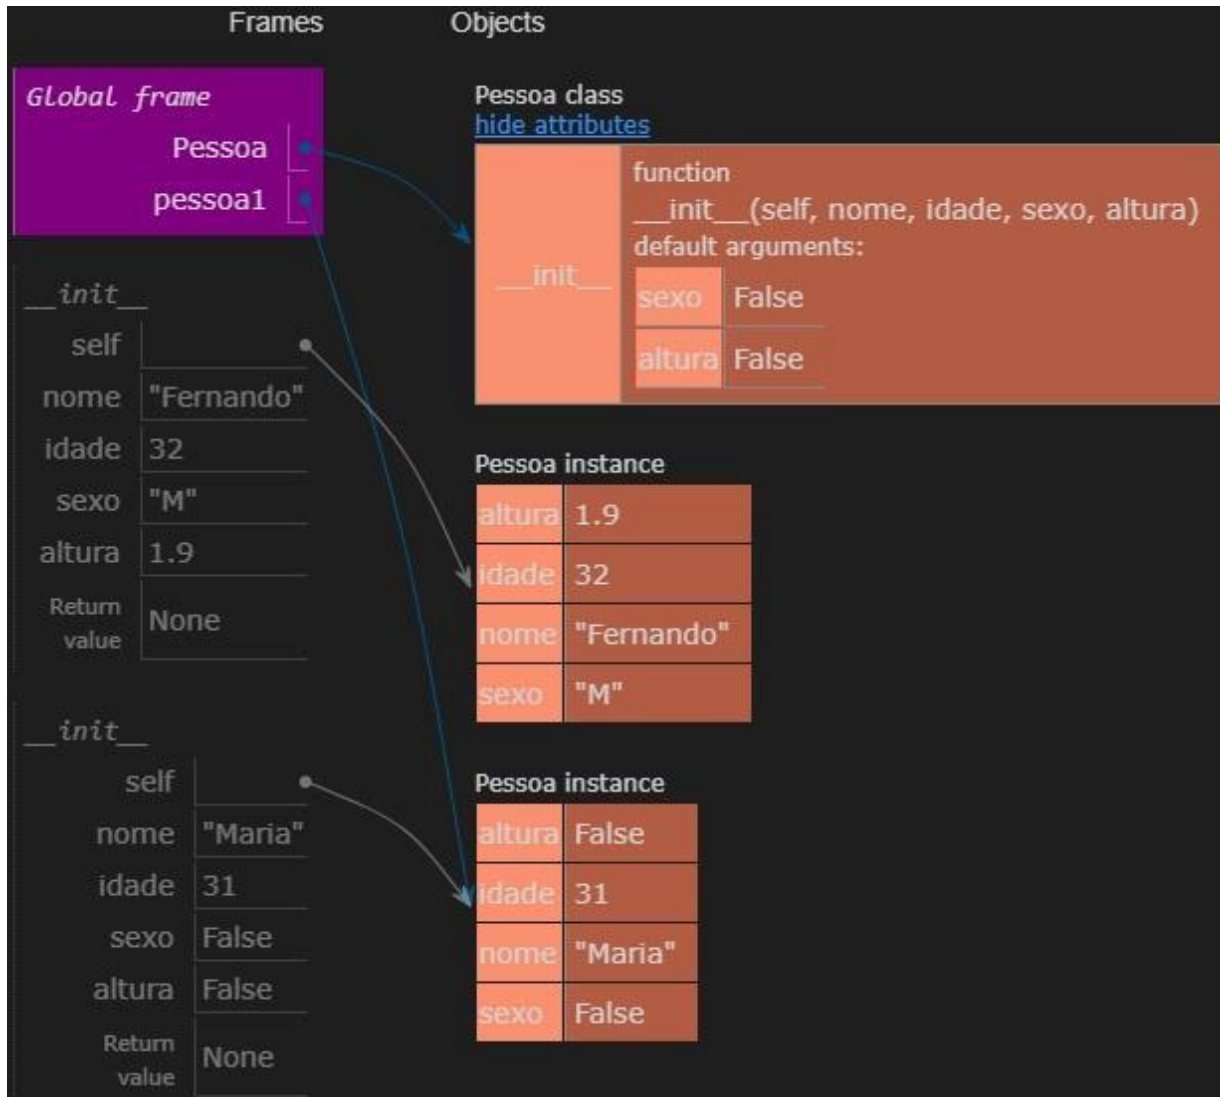 Frames Objects
Global frame
Pessoa
pessoa1
__init__
self
nome "Fernando"
idade 32
sexo "M"
altura 1.9
Return
value None
__init__
self
nome "Maria"
idade 31
sexo False
altura False
Return
value None
Pessoa class
hide attributes
__init__
function
__init__(self, nome, idade, sexo, altura)
default arguments:
sexo False
altura False
Pessoa instance
altura 1.9
idade 32
nome "Fernando"
sexo "M"
Pessoa instance
altura False
idade 31
nome "Maria"
sexo False